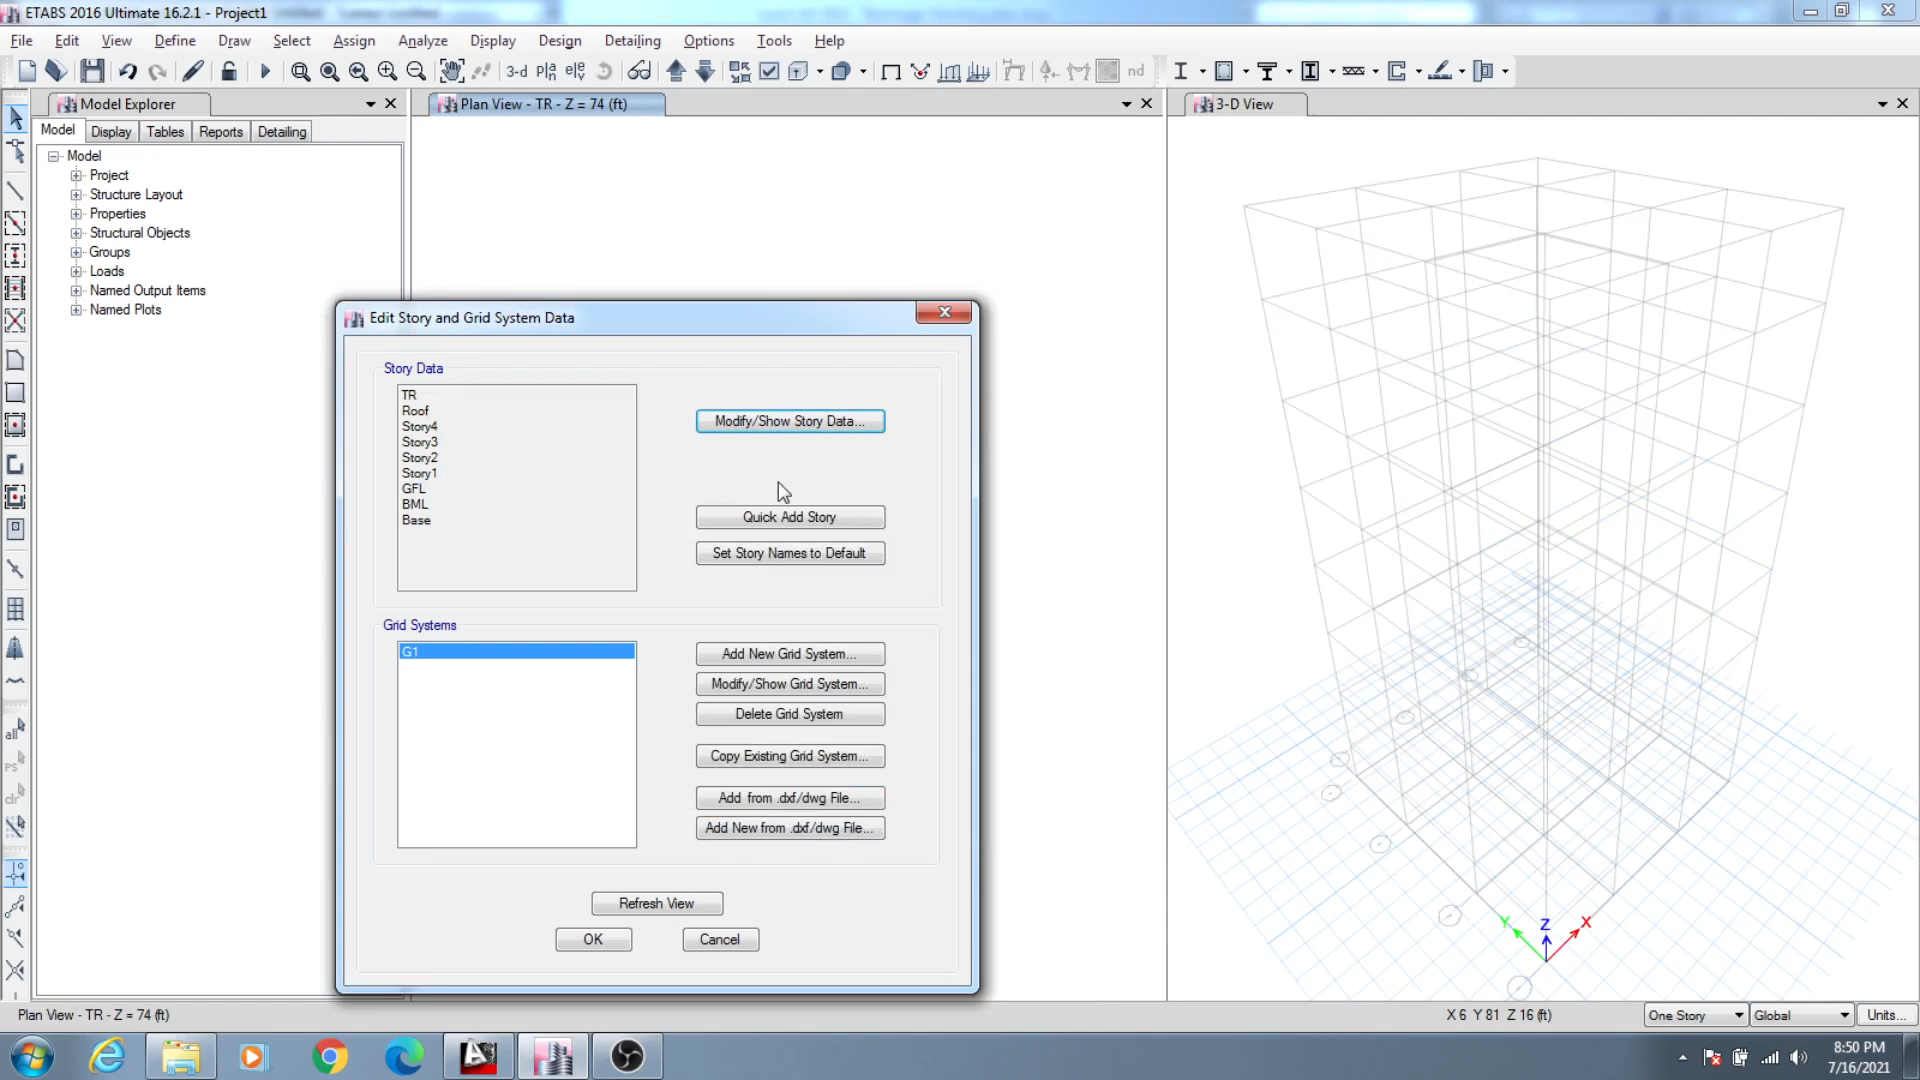 ETABS 2016 Ultimate 16.2.1 - Project1
File Edit View Define Draw Select Assign Analyze Display Design Detailing Options Tools Help
3-d nd
Model Explorer
Plan View - TR - Z = 74 (ft)
3-D View
Model Display Tables Reports Detailing
Model
Project
Structure Layout
Properties
Structural Objects
Groups
Loads
Named Output Items
Named Plots
Edit Story and Grid System Data
Story Data
TR
Roof
Story4
Story3
Story2
Story1
GFL
BML
Base
Modify/Show Story Data...
Quick Add Story
Set Story Names to Default
Grid Systems
G1
Add New Grid System...
Modify/Show Grid System...
Delete Grid System
Copy Existing Grid System...
Add from .dxf/dwg File...
Add New from .dxf/dwg File...
Refresh View
OK Cancel
all
ps
clr
Y Z X
Plan View - TR - Z = 74 (ft)
X 6 Y 81 Z 16 (ft)
One Story Global Units...
8:50 PM
7/16/2021